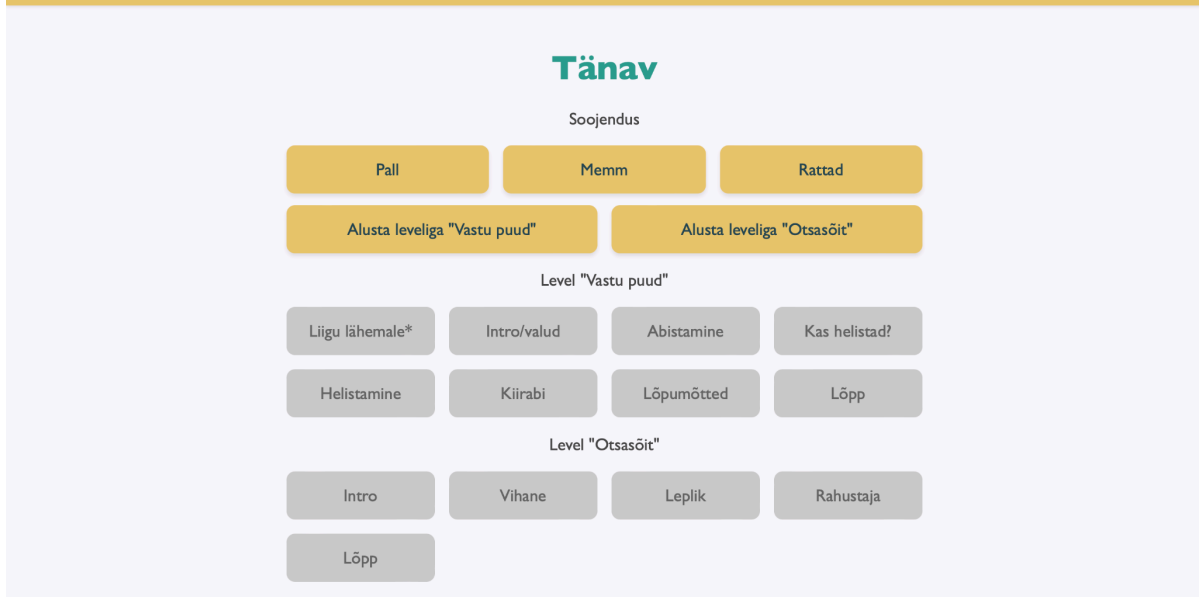 Tänav
Soojendus
Pall Memm Rattad
Alusta leveliga "Vastu puud" Alusta leveliga "Otsasõit"
Level "Vastu puud"
Liigu lähemale* Intro/valud Abistamine Kas helistad?
Helistamine Kiirabi Lõpumõtted Lõpp
Level "Otsasõit"
Intro Vihane Leplik Rahustaja
Lõpp